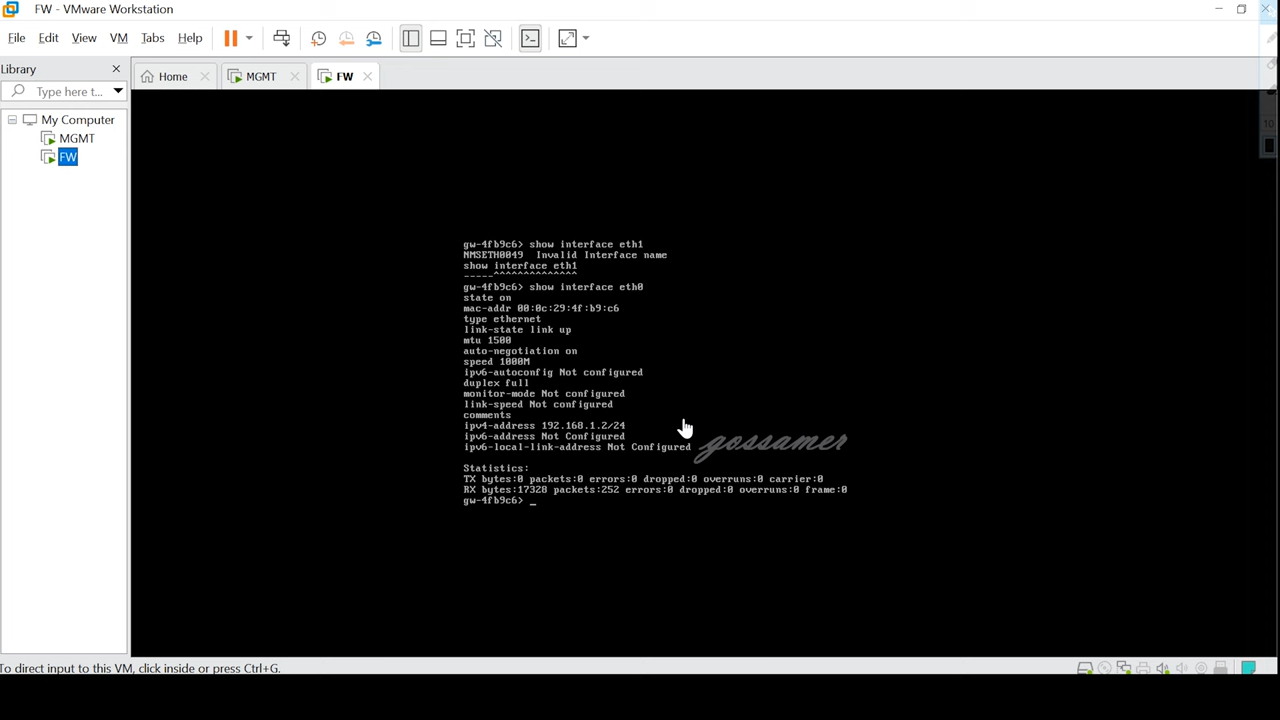 FW - VMware Workstation
File Edit View VM Tabs Help
Library
Type here t...
My Computer
MGMT
FW
Home
MGMT
FW
gw-4fb9c6> show interface eth1
NMSETH0049  Invalid Interface name
show interface eth1
-----^^^^^^^^^^^^^^
gw-4fb9c6> show interface eth0
state on
mac-addr 00:0c:29:4f:b9:c6
type ethernet
link-state link up
mtu 1500
auto-negotiation on
speed 1000M
ipv6-autoconfig Not configured
duplex full
monitor-mode Not configured
link-speed Not configured
comments
ipv4-address 192.168.1.2/24
ipv6-address Not Configured
ipv6-local-link-address Not Configured
gossamer
Statistics:
TX bytes:0 packets:0 errors:0 dropped:0 overruns:0 carrier:0
RX bytes:17328 packets:252 errors:0 dropped:0 overruns:0 frame:0
gw-4fb9c6> _
To direct input to this VM, click inside or press Ctrl+G.